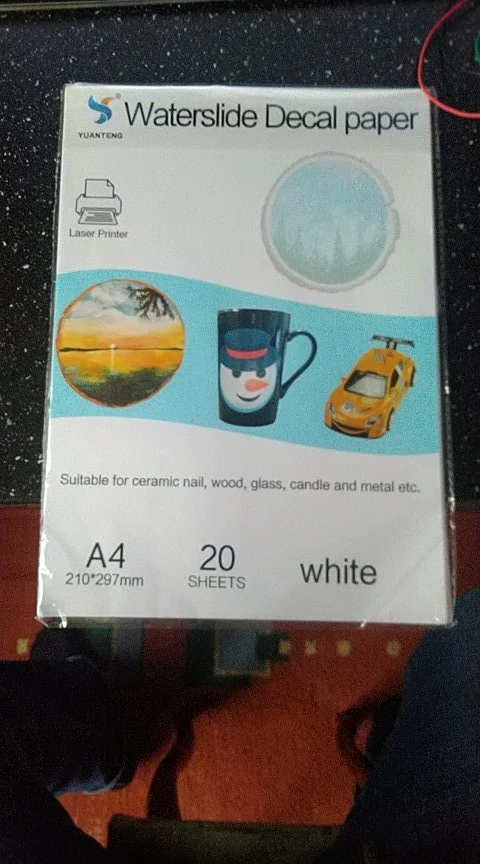 Waterslide Decal paper
YUANTENG
Laser Printer
Suitable for ceramic nail, wood, glass, candle and metal etc.
A4
210*297mm
20
SHEETS
white